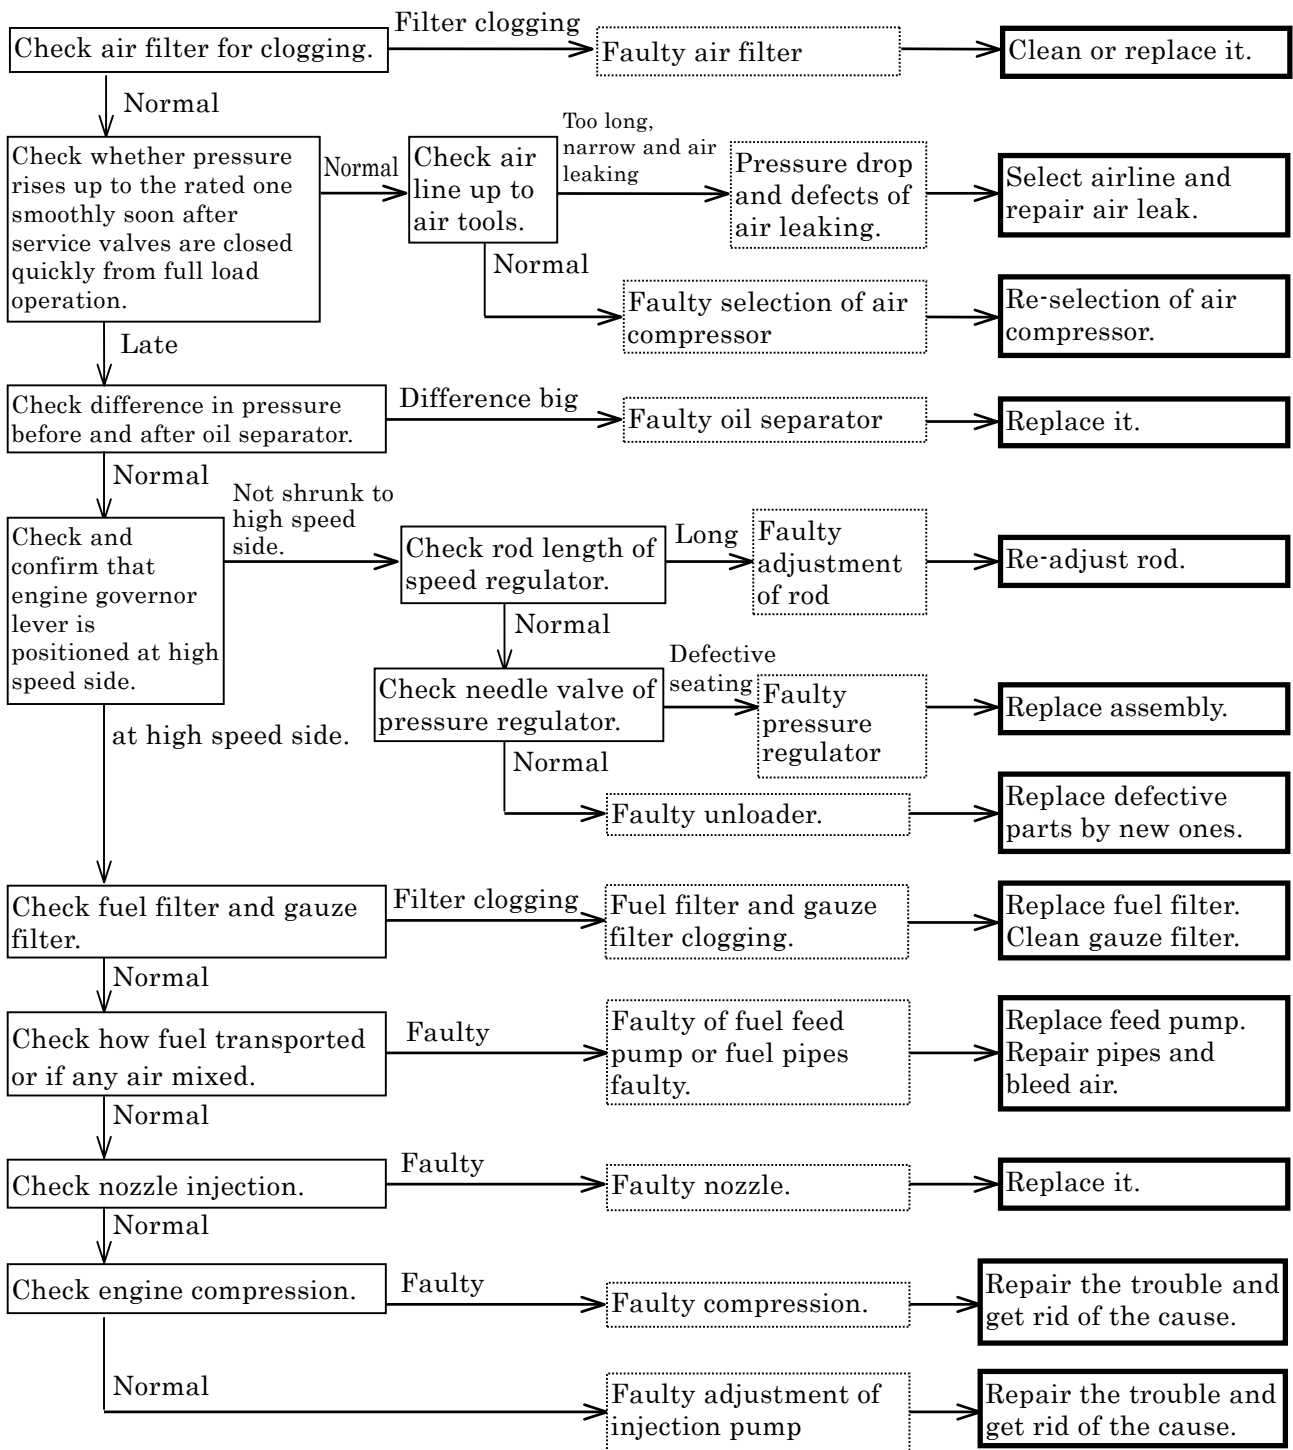 Check air filter for clogging.
Filter clogging
Faulty air filter
Clean or replace it.
Normal
Check whether pressure
rises up to the rated one
smoothly soon after
service valves are closed
quickly from full load
operation.
Normal
Check air
line up to
air tools.
Too long,
narrow and air
leaking
Pressure drop
and defects of
air leaking.
Select airline and
repair air leak.
Normal
Faulty selection of air
compressor
Re-selection of air
compressor.
Late
Check difference in pressure
before and after oil separator.
Difference big
Faulty oil separator
Replace it.
Normal
Check and
confirm that
engine governor
lever is
positioned at high
speed side.
Not shrunk to
high speed
side.
Check rod length of
speed regulator.
Long
Faulty
adjustment
of rod
Re-adjust rod.
Normal
Check needle valve of
pressure regulator.
Defective
seating
Faulty
pressure
regulator
Replace assembly.
at high speed side.
Normal
Faulty unloader.
Replace defective
parts by new ones.
Check fuel filter and gauze
filter.
Filter clogging
Fuel filter and gauze
filter clogging.
Replace fuel filter.
Clean gauze filter.
Normal
Check how fuel transported
or if any air mixed.
Faulty
Faulty of fuel feed
pump or fuel pipes
faulty.
Replace feed pump.
Repair pipes and
bleed air.
Normal
Check nozzle injection.
Faulty
Faulty nozzle.
Replace it.
Normal
Check engine compression.
Faulty
Faulty compression.
Repair the trouble and
get rid of the cause.
Normal
Faulty adjustment of
injection pump
Repair the trouble and
get rid of the cause.